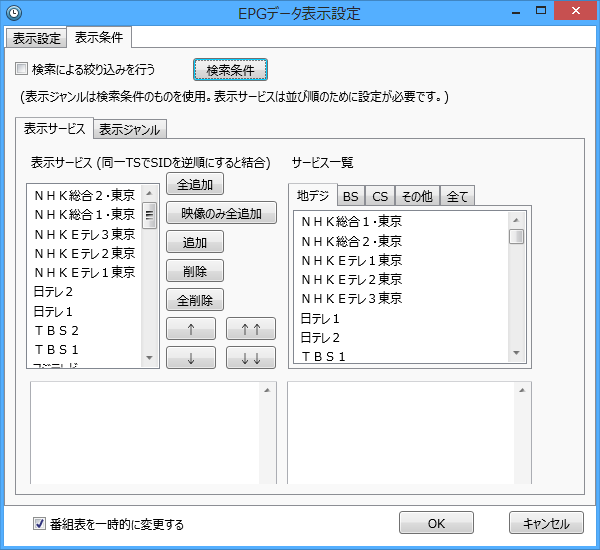 EPGデータ表示設定
表示設定 表示条件
検索による絞り込みを行う 検索条件
(表示ジャンルは検索条件のものを使用。表示サービスは並び順のために設定が必要です。)
表示サービス 表示ジャンル
表示サービス (同一TSでSIDを逆順にすると結合)
ＮＨＫ総合２・東京
ＮＨＫ総合１・東京
ＮＨＫＥテレ３東京
ＮＨＫＥテレ２東京
ＮＨＫＥテレ１東京
日テレ２
日テレ１
ＴＢＳ２
ＴＢＳ１
フジテレビ
全追加
映像のみ全追加
追加
削除
全削除
↑ ↑↑
↓ ↓↓
サービス一覧
地デジ BS CS その他 全て
ＮＨＫ総合１・東京
ＮＨＫ総合２・東京
ＮＨＫＥテレ１東京
ＮＨＫＥテレ２東京
ＮＨＫＥテレ３東京
日テレ１
日テレ２
ＴＢＳ１
番組表を一時的に変更する OK キャンセル